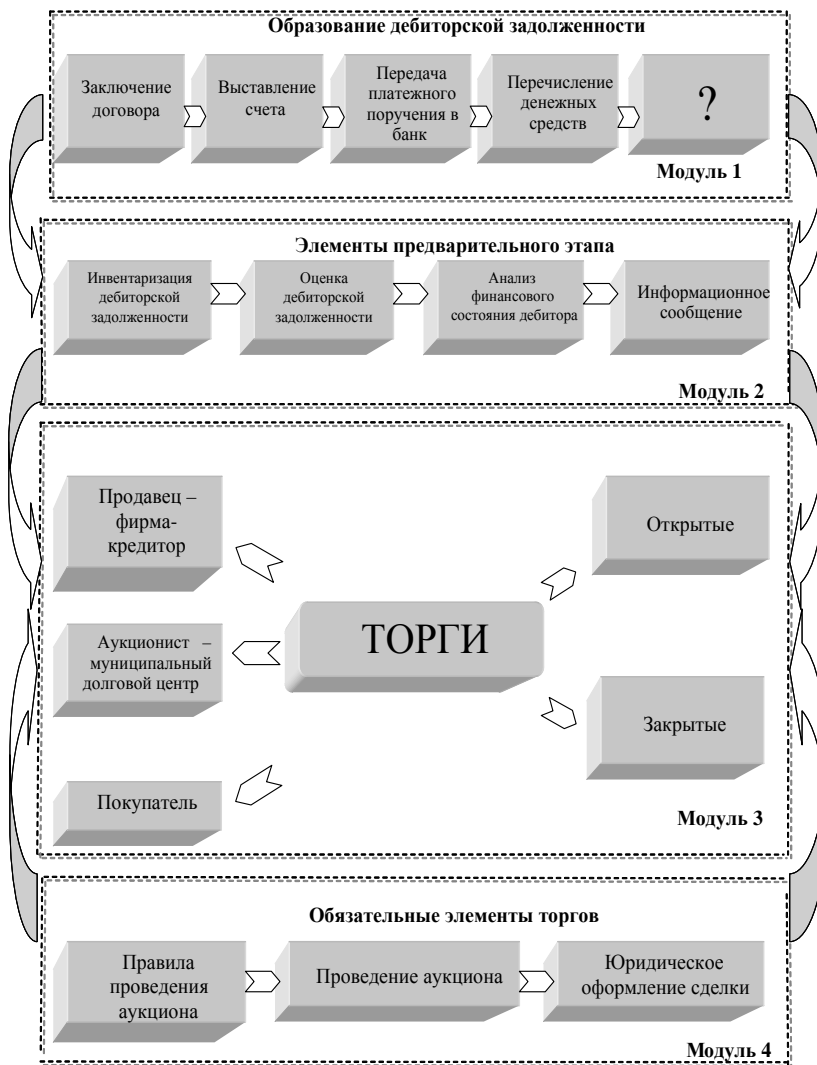 Образование дебиторской задолженности
Заключение
договора
Выставление
счета
Передача
платежного
поручения в
банк
Перечисление
денежных
средств
?
Модуль 1
Элементы предварительного этапа
Инвентаризация
дебиторской
задолженности
Оценка
дебиторской
задолженности
Анализ
финансового
состояния дебитора
Информационное
сообщение
Модуль 2
Продавец –
фирма-
кредитор
Аукционист –
муниципальный
долговой центр
Покупатель
ТОРГИ
Открытые
Закрытые
Модуль 3
Обязательные элементы торгов
Правила
проведения
аукциона
Проведение аукциона
Юридическое
оформление сделки
Модуль 4